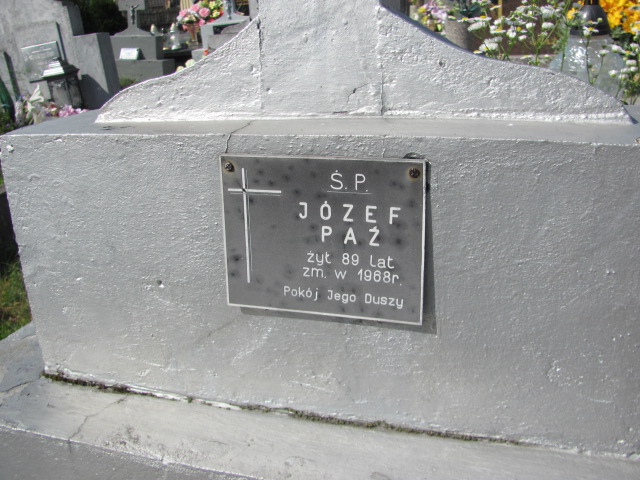 Ś. P.
JÓZEF
PAŹ
żył 89 lat
zm. w 1968r.
Pokój Jego Duszy